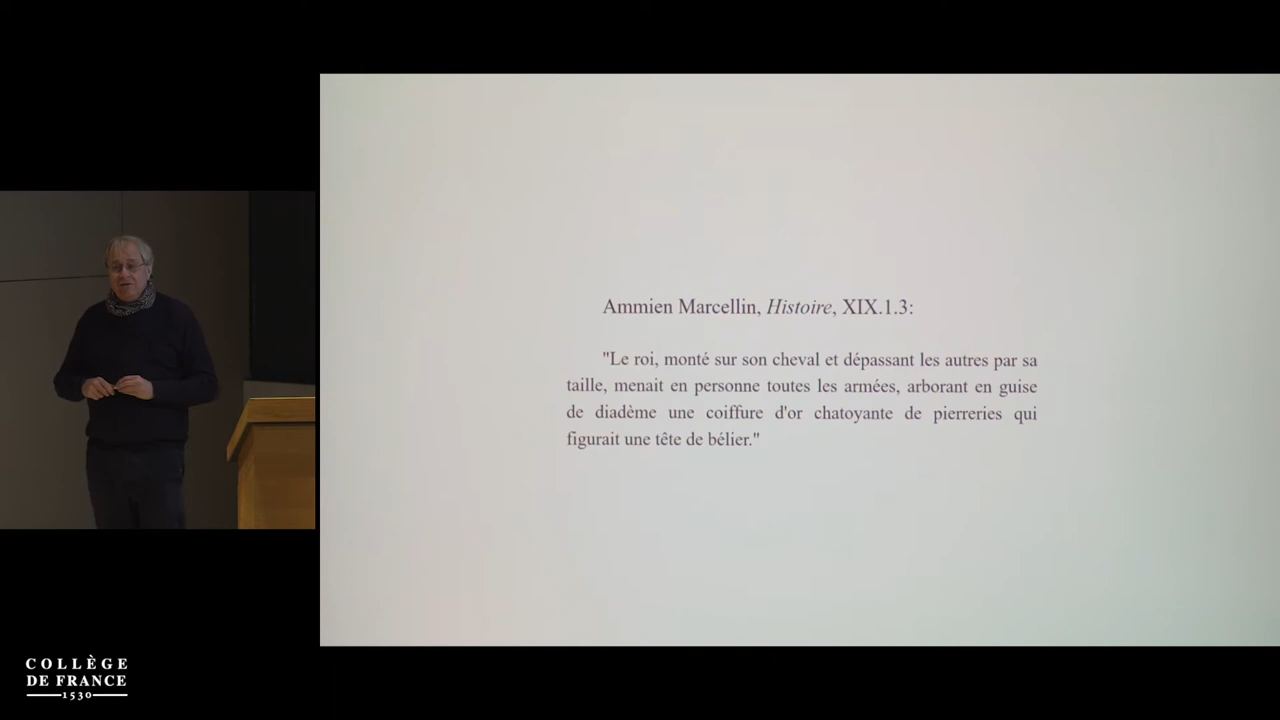 Ammien Marcellin, Histoire, XIX.1.3:
"Le roi, monté sur son cheval et dépassant les autres par sa
taille, menait en personne toutes les armées, arborant en guise
de diadème une coiffure d'or chatoyante de pierreries qui
figurait une tête de bélier."
COLLÈGE
DE FRANCE
1530